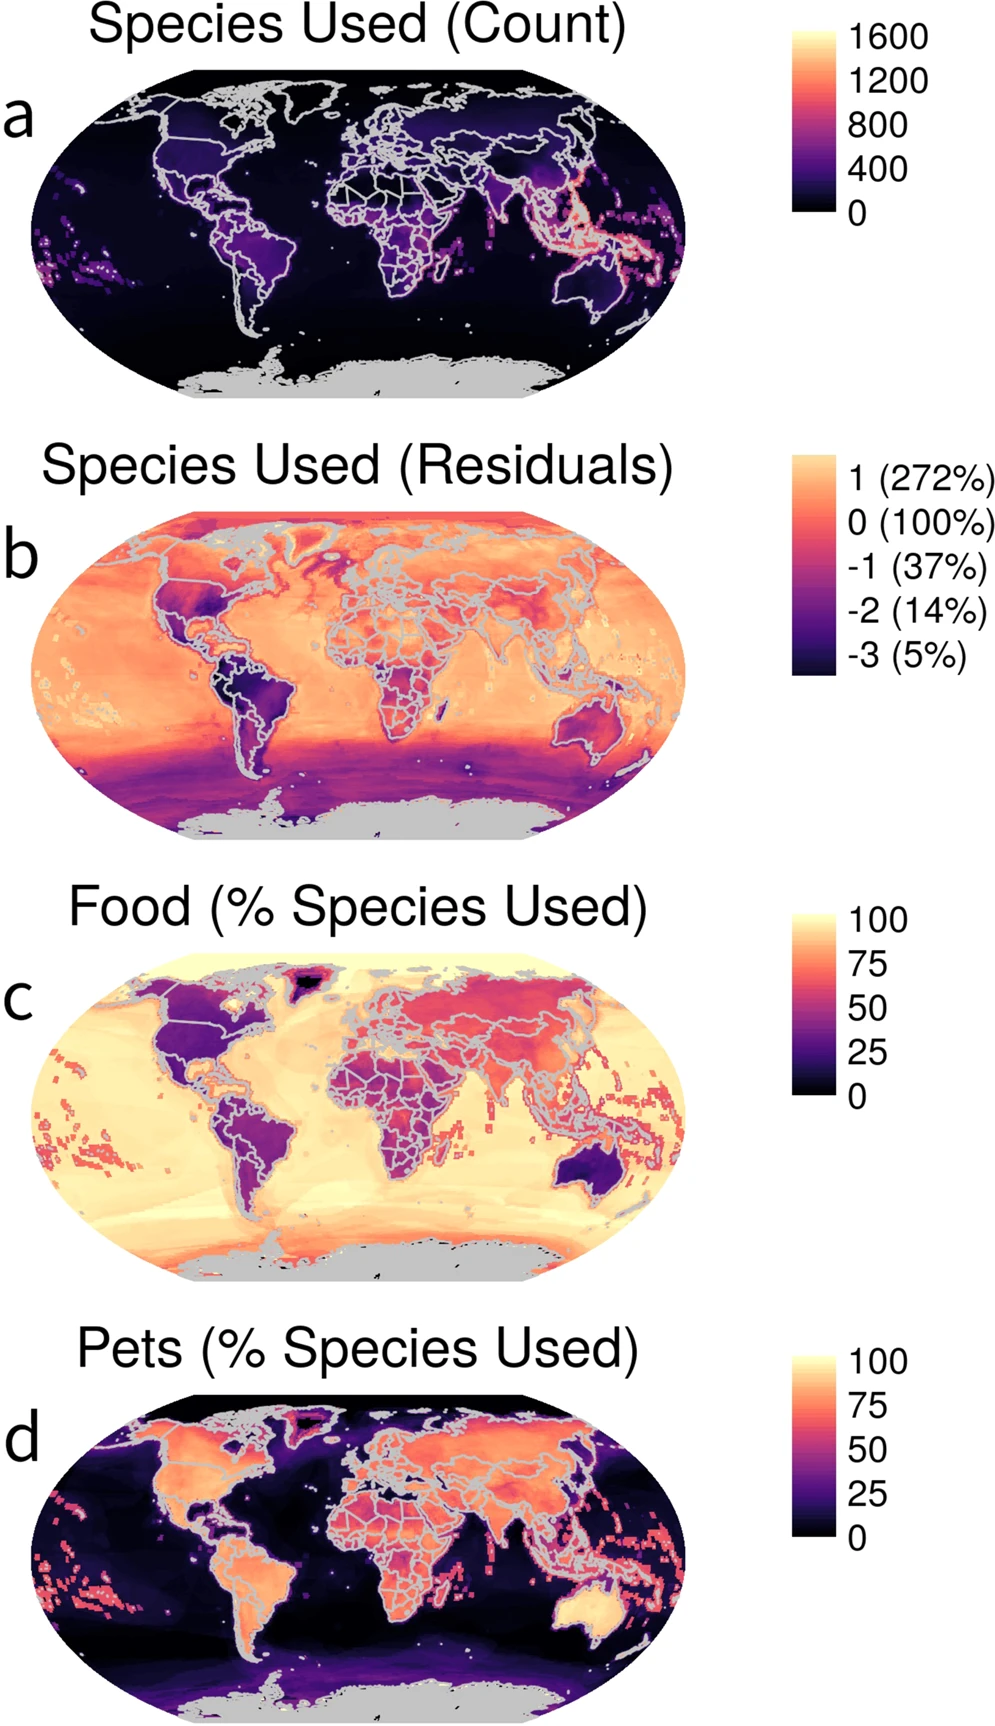 Species Used (Count)
a
1600
1200
800
400
0
Species Used (Residuals)
b
1 (272%)
0 (100%)
-1 (37%)
-2 (14%)
-3 (5%)
Food (% Species Used)
c
100
75
50
25
0
Pets (% Species Used)
d
100
75
50
25
0